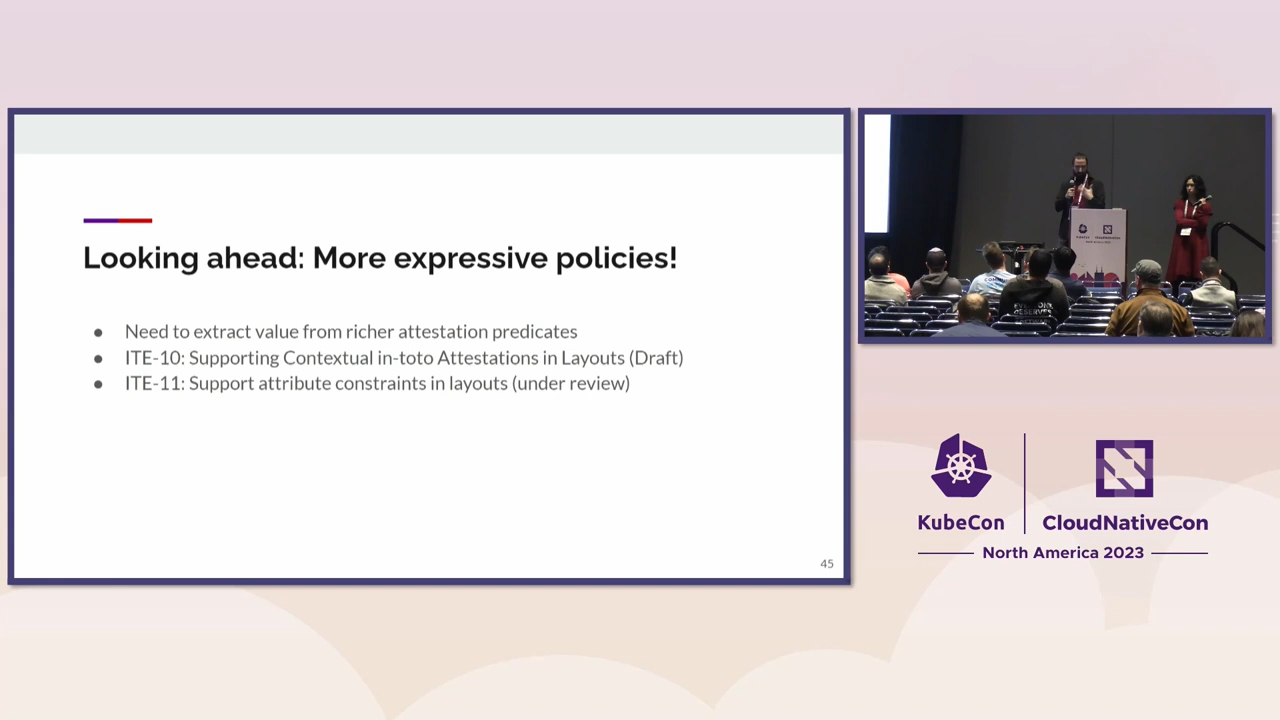 Looking ahead: More expressive policies!
● Need to extract value from richer attestation predicates
● ITE-10: Supporting Contextual in-toto Attestations in Layouts (Draft)
● ITE-11: Support attribute constraints in layouts (under review)
45
KubeCon
CloudNativeCon
North America 2023